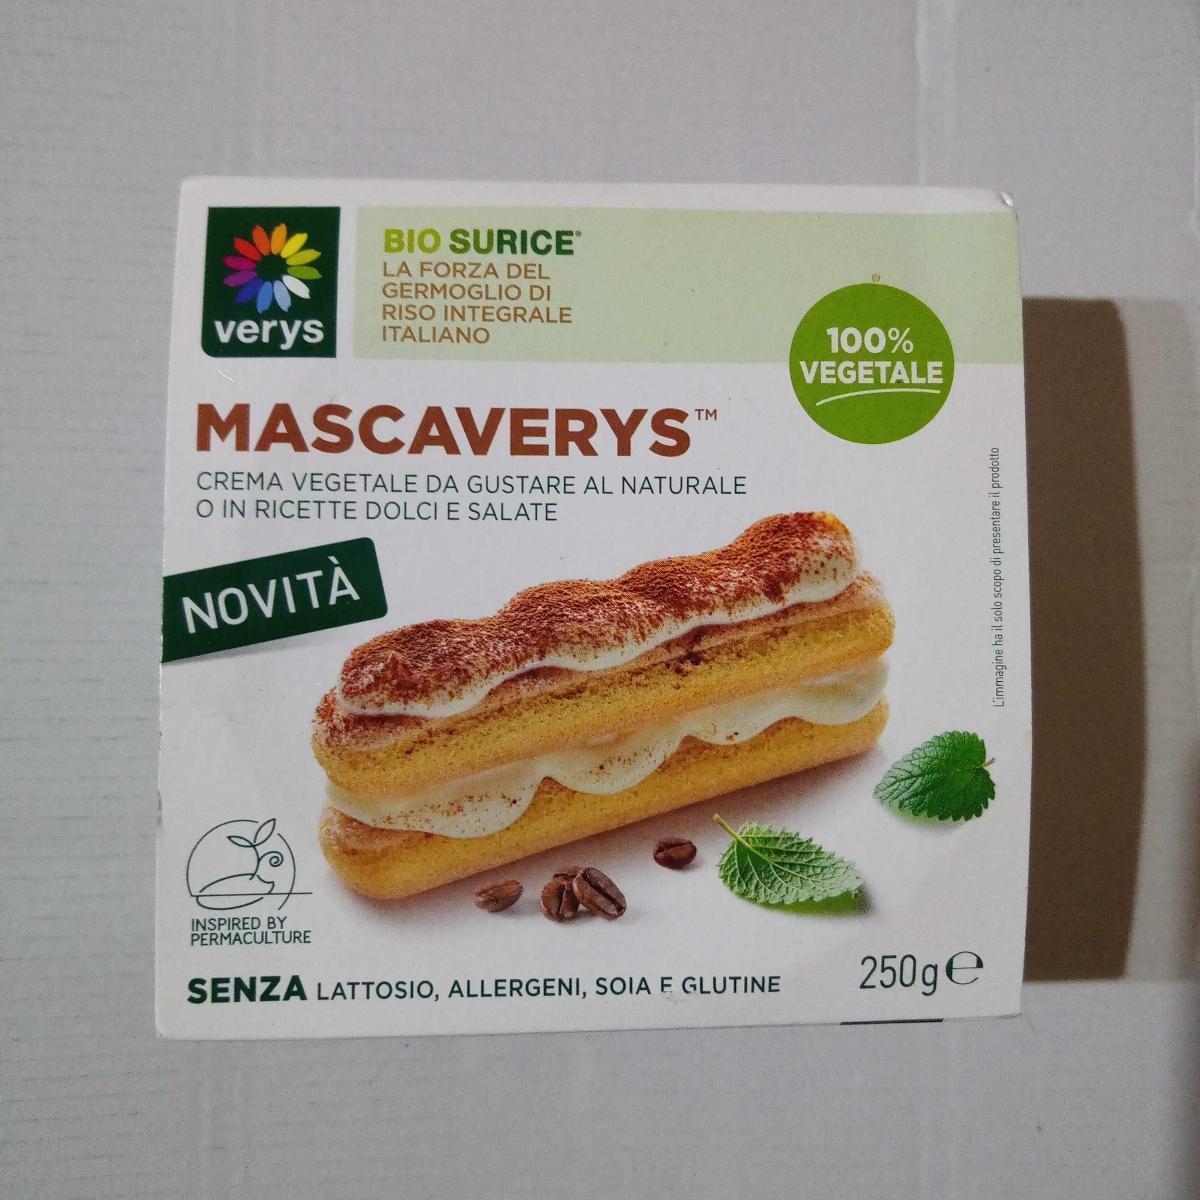 verys
BIO SURICE®
LA FORZA DEL
GERMOGLIO DI
RISO INTEGRALE
ITALIANO
100%
VEGETALE
MASCAVERYS™
CREMA VEGETALE DA GUSTARE AL NATURALE
O IN RICETTE DOLCI E SALATE
NOVITÀ
L'immagine ha il solo scopo di presentare il prodotto
INSPIRED BY
PERMACULTURE
SENZA LATTOSIO, ALLERGENI, SOIA E GLUTINE
250g℮